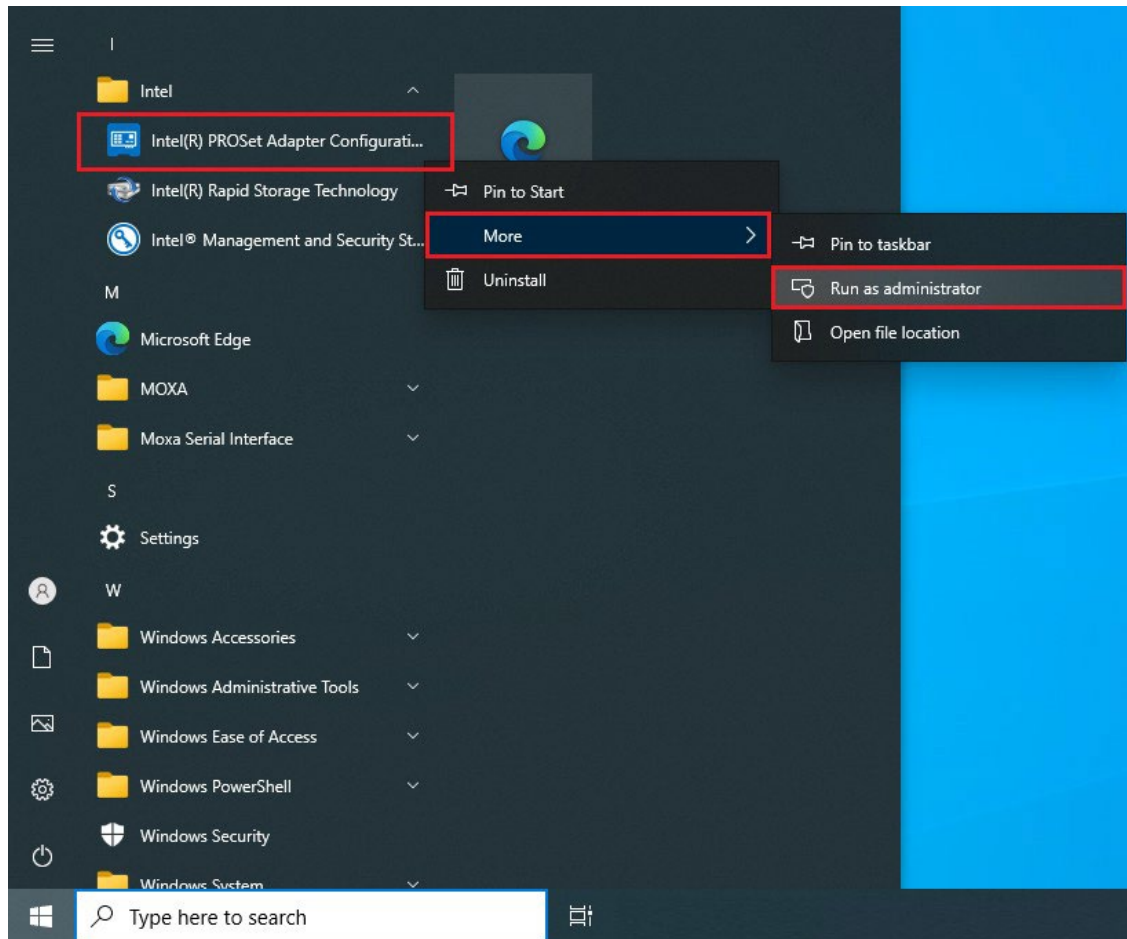 I
Intel
Intel(R) PROSet Adapter Configurati...
Intel(R) Rapid Storage Technology
Intel® Management and Security St...
Pin to Start
More
Uninstall
Pin to taskbar
Run as administrator
Open file location
M
Microsoft Edge
MOXA
Moxa Serial Interface
S
Settings
W
Windows Accessories
Windows Administrative Tools
Windows Ease of Access
Windows PowerShell
Windows Security
Windows System
Type here to search